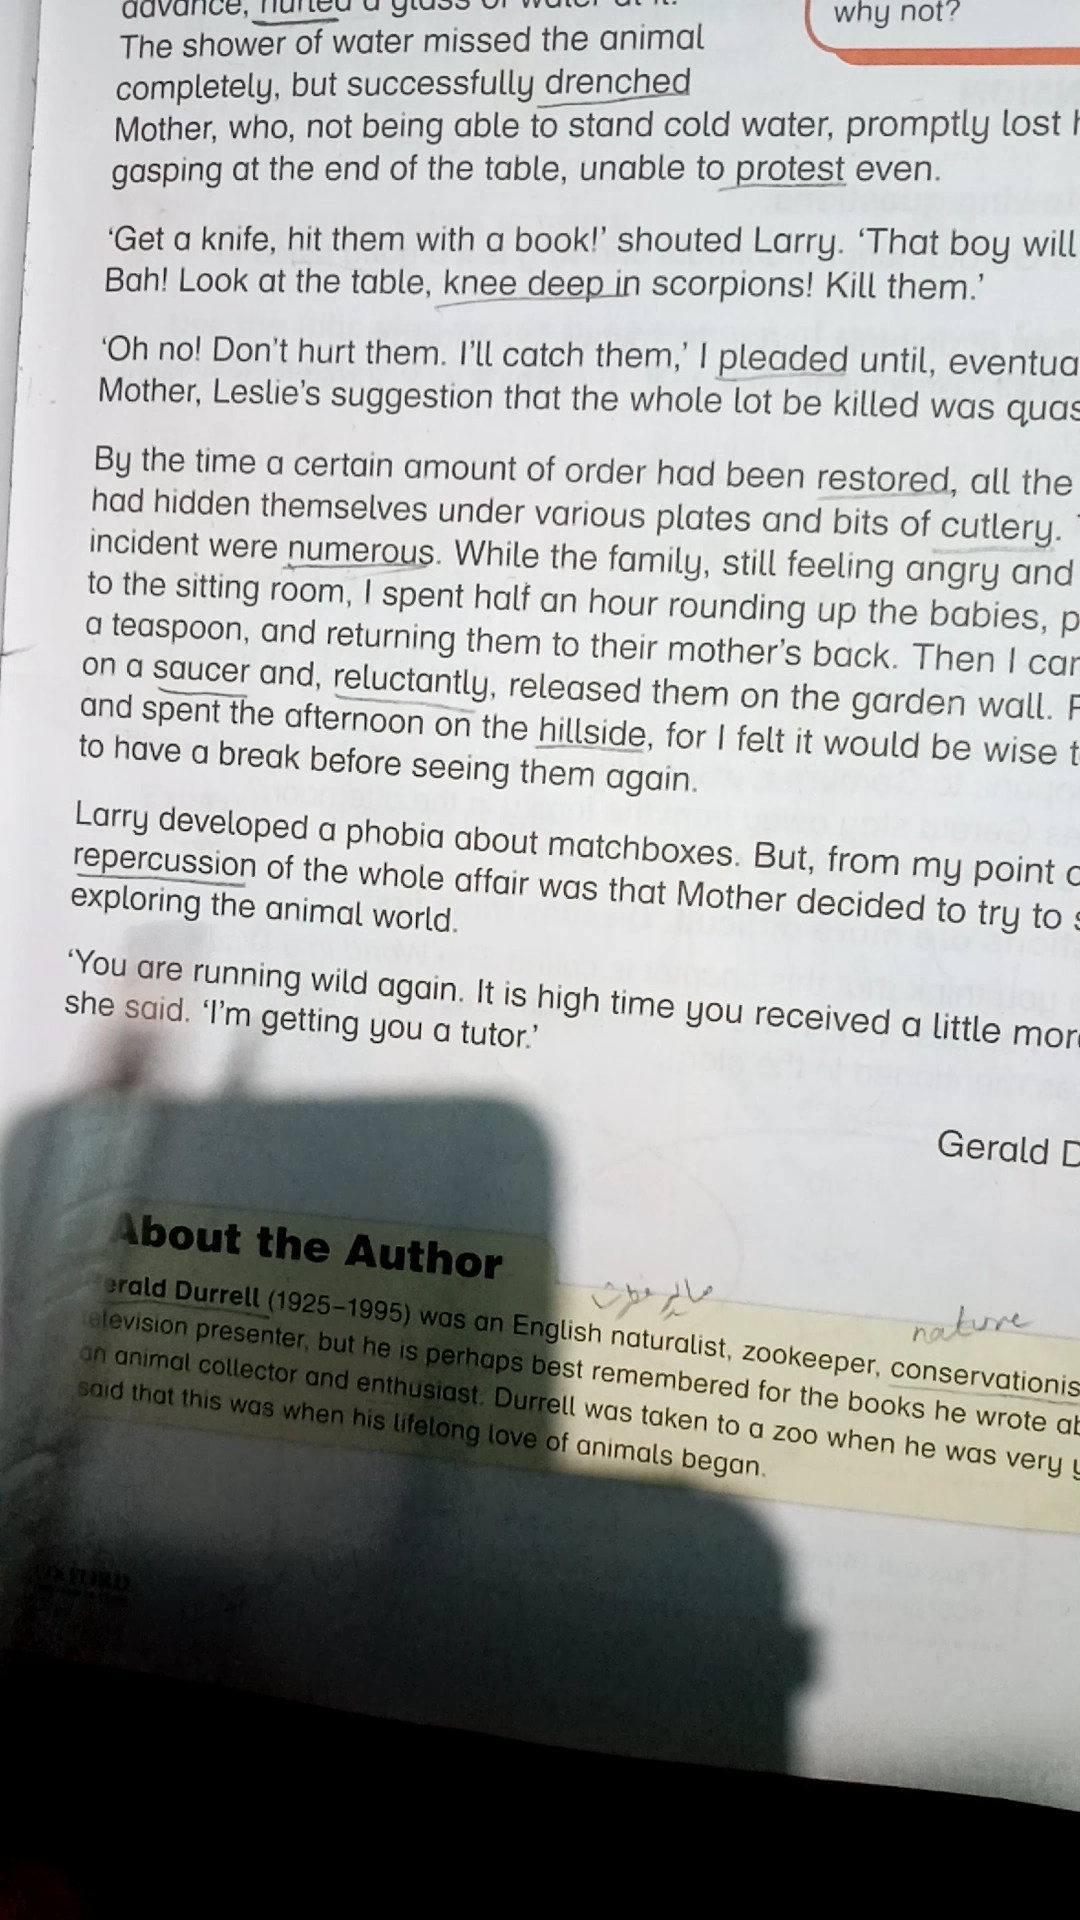 advance, hurled a glass of water at it.
why not?
The shower of water missed the animal
completely, but successfully drenched
Mother, who, not being able to stand cold water, promptly lost
gasping at the end of the table, unable to protest even.
‘Get a knife, hit them with a book!’ shouted Larry. ‘That boy will
Bah! Look at the table, knee deep in scorpions! Kill them.’
‘Oh no! Don’t hurt them. I’ll catch them,’ I pleaded until,
Mother, Leslie’s suggestion that the whole lot be killed was
By the time a certain amount of order had been restored, all the
had hidden themselves under various plates and bits of cutlery.
incident were numerous. While the family, still feeling angry and
to the sitting room, I spent half an hour rounding up the babies,
a teaspoon, and returning them to their mother’s back. Then I
on a saucer and, reluctantly, released them on the garden wall.
and spent the afternoon on the hillside, for I felt it would be wise
to have a break before seeing them again.
Larry developed a phobia about matchboxes. But, from my point
repercussion of the whole affair was that Mother decided to try to
exploring the animal world.
‘You are running wild again. It is high time you received a little
she said. ‘I’m getting you a tutor.’
Gerald
About the Author
nature
Durrell (1925–1995) was an English naturalist, zookeeper,
television presenter, but he is perhaps best remembered for the books he wrote
an animal collector and enthusiast. Durrell was taken to a zoo when he was very
said that this was when his lifelong love of animals began.
OXFORD